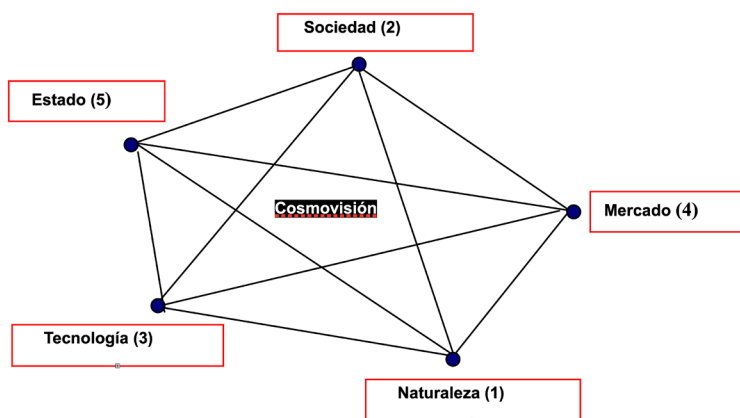 Sociedad (2)
Estado (5)
Cosmovisión
Mercado (4)
Tecnología (3)
Naturaleza (1)